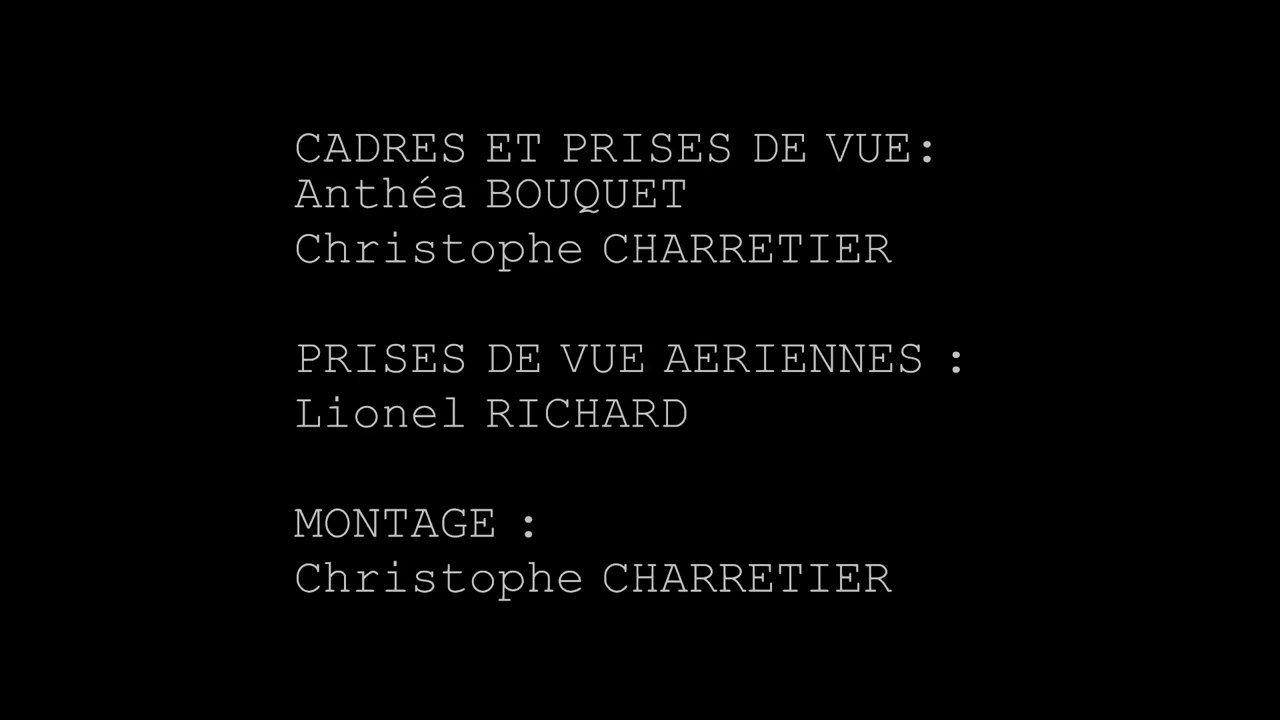 CADRES ET PRISES DE VUE:
Anthéa BOUQUET
Christophe CHARRETIER
PRISES DE VUE AERIENNES :
Lionel RICHARD
MONTAGE :
Christophe CHARRETIER